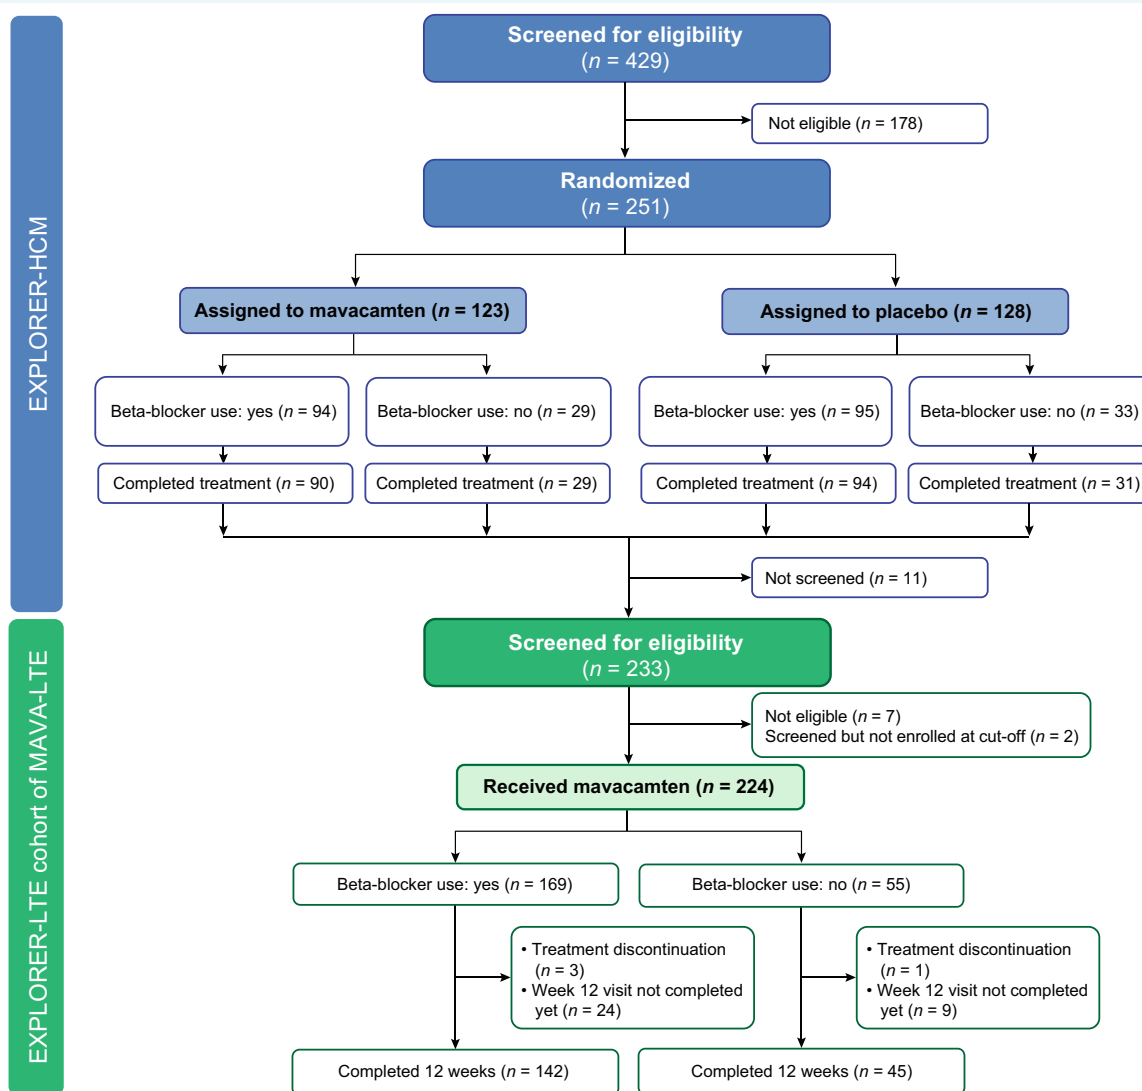 EXPLORER-HCM
Screened for eligibility
(n = 429)
Not eligible (n = 178)
Randomized
(n = 251)
Assigned to mavacamten (n = 123)
Assigned to placebo (n = 128)
Beta-blocker use: yes (n = 94)
Beta-blocker use: no (n = 29)
Beta-blocker use: yes (n = 95)
Beta-blocker use: no (n = 33)
Completed treatment (n = 90)
Completed treatment (n = 29)
Completed treatment (n = 94)
Completed treatment (n = 31)
Not screened (n = 11)
EXPLORER-LTE cohort of MAVA-LTE
Screened for eligibility
(n = 233)
Not eligible (n = 7)
Screened but not enrolled at cut-off (n = 2)
Received mavacamten (n = 224)
Beta-blocker use: yes (n = 169)
Beta-blocker use: no (n = 55)
• Treatment discontinuation
(n = 3)
• Week 12 visit not completed
yet (n = 24)
• Treatment discontinuation
(n = 1)
• Week 12 visit not completed
yet (n = 9)
Completed 12 weeks (n = 142)
Completed 12 weeks (n = 45)